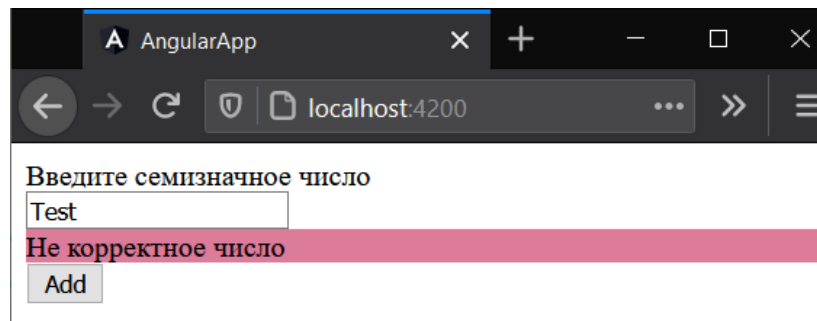 AngularApp
localhost:4200
Введите семизначное число
Test
Не корректное число
Add